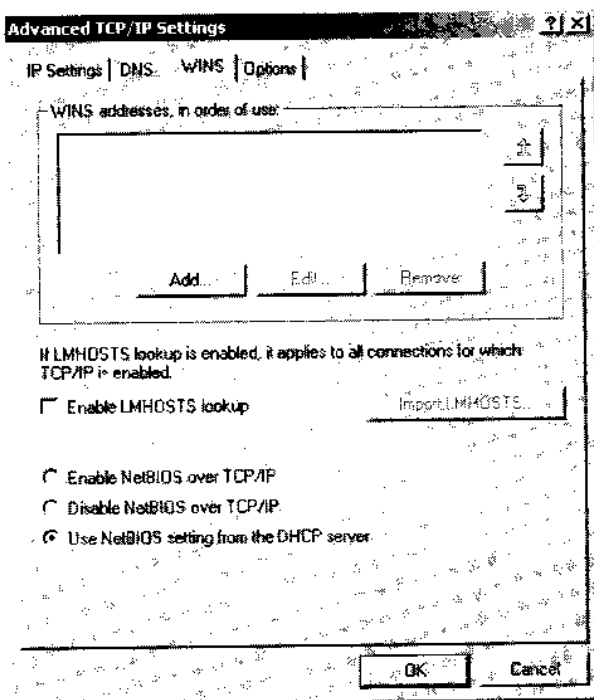 Advanced TCP/IP Settings
IP Settings DNS WINS Options
WINS addresses, in order of use:
Add... Edit... Remove
If LMHOSTS lookup is enabled, it applies to all connections for which
TCP/IP is enabled.
Enable LMHOSTS lookup Import LMHOSTS...
Enable NetBIOS over TCP/IP
Disable NetBIOS over TCP/IP
Use NetBIOS setting from the DHCP server
OK Cancel